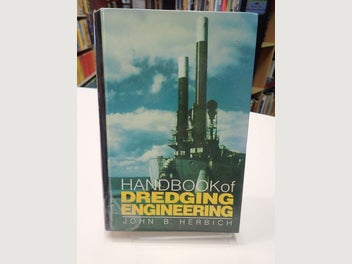 HANDBOOK of
DREDGING
ENGINEERING
JOHN B. HERBICH